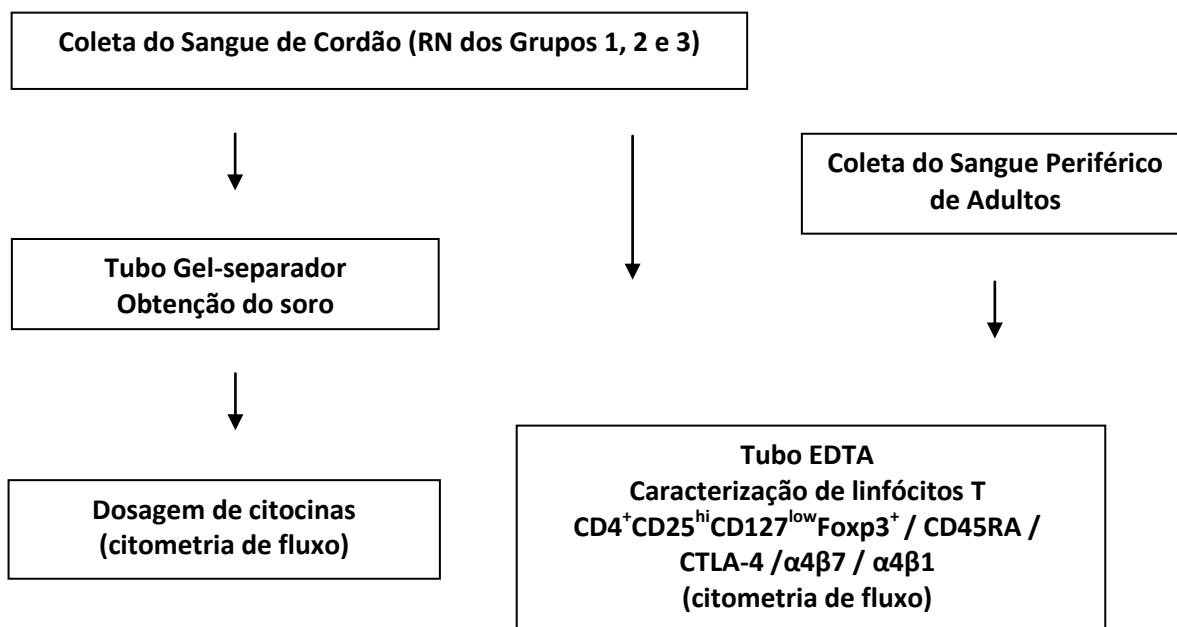 Coleta do Sangue de Cordão (RN dos Grupos 1, 2 e 3)
Coleta do Sangue Periférico
de Adultos
Tubo Gel-separador
Obtenção do soro
Dosagem de citocinas
(citometria de fluxo)
Tubo EDTA
Caracterização de linfócitos T
CD4⁺CD25ʰⁱCD127ˡᵒʷFoxp3⁺ / CD45RA /
CTLA-4 /α4β7 / α4β1
(citometria de fluxo)